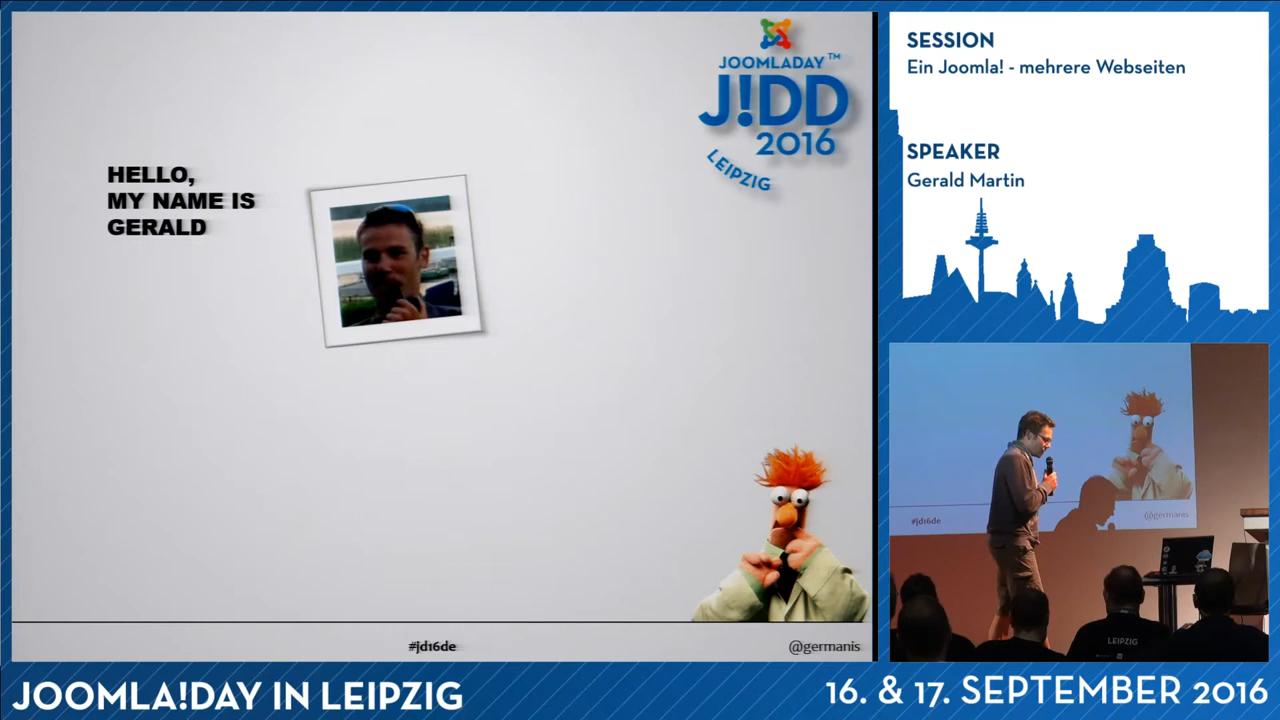 JOOMLADAY™
J!DD
2016
LEIPZIG
HELLO,
MY NAME IS
GERALD
#jd16de
@germanis
SESSION
Ein Joomla! - mehrere Webseiten
SPEAKER
Gerald Martin
#jd16de
@germanis
LEIPZIG
JOOMLA!DAY IN LEIPZIG
16. & 17. SEPTEMBER 2016